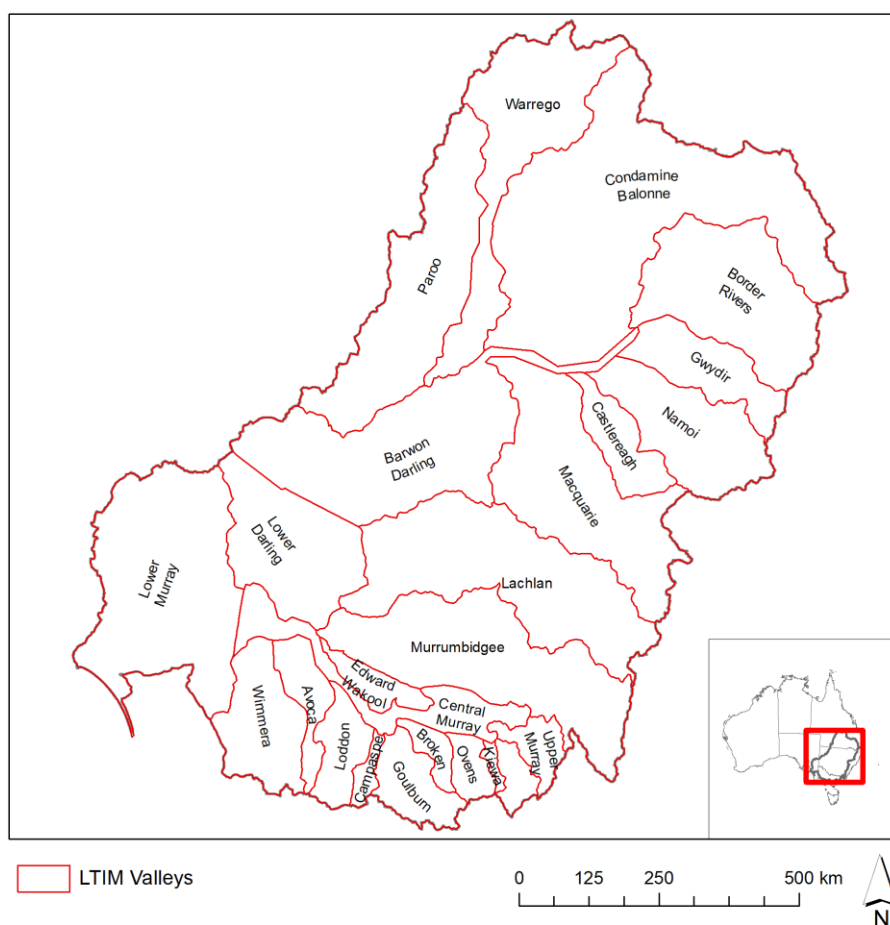 Warrego
Condamine
Balonne
Paroo
Border
Rivers
Gwydir
Namoi
Castlereagh
Barwon
Darling
Macquarie
Lower
Darling
Lower
Murray
Lachlan
Murrumbidgee
Edward
Wakool
Central
Murray
Upper
Murray
Wimmera
Avoca
Loddon
Campaspe
Goulburn
Broken
Ovens
Kiewa
LTIM Valleys
0 125 250 500 km
N